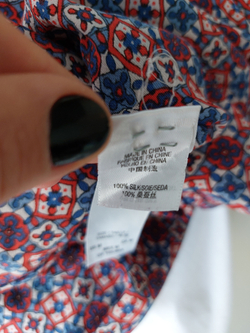 MADE IN CHINA
FABRIQUE EN CHINE
HECHO EN CHINA
中国制造
100% SILK/SOIE/SEDA
100% 桑蚕丝